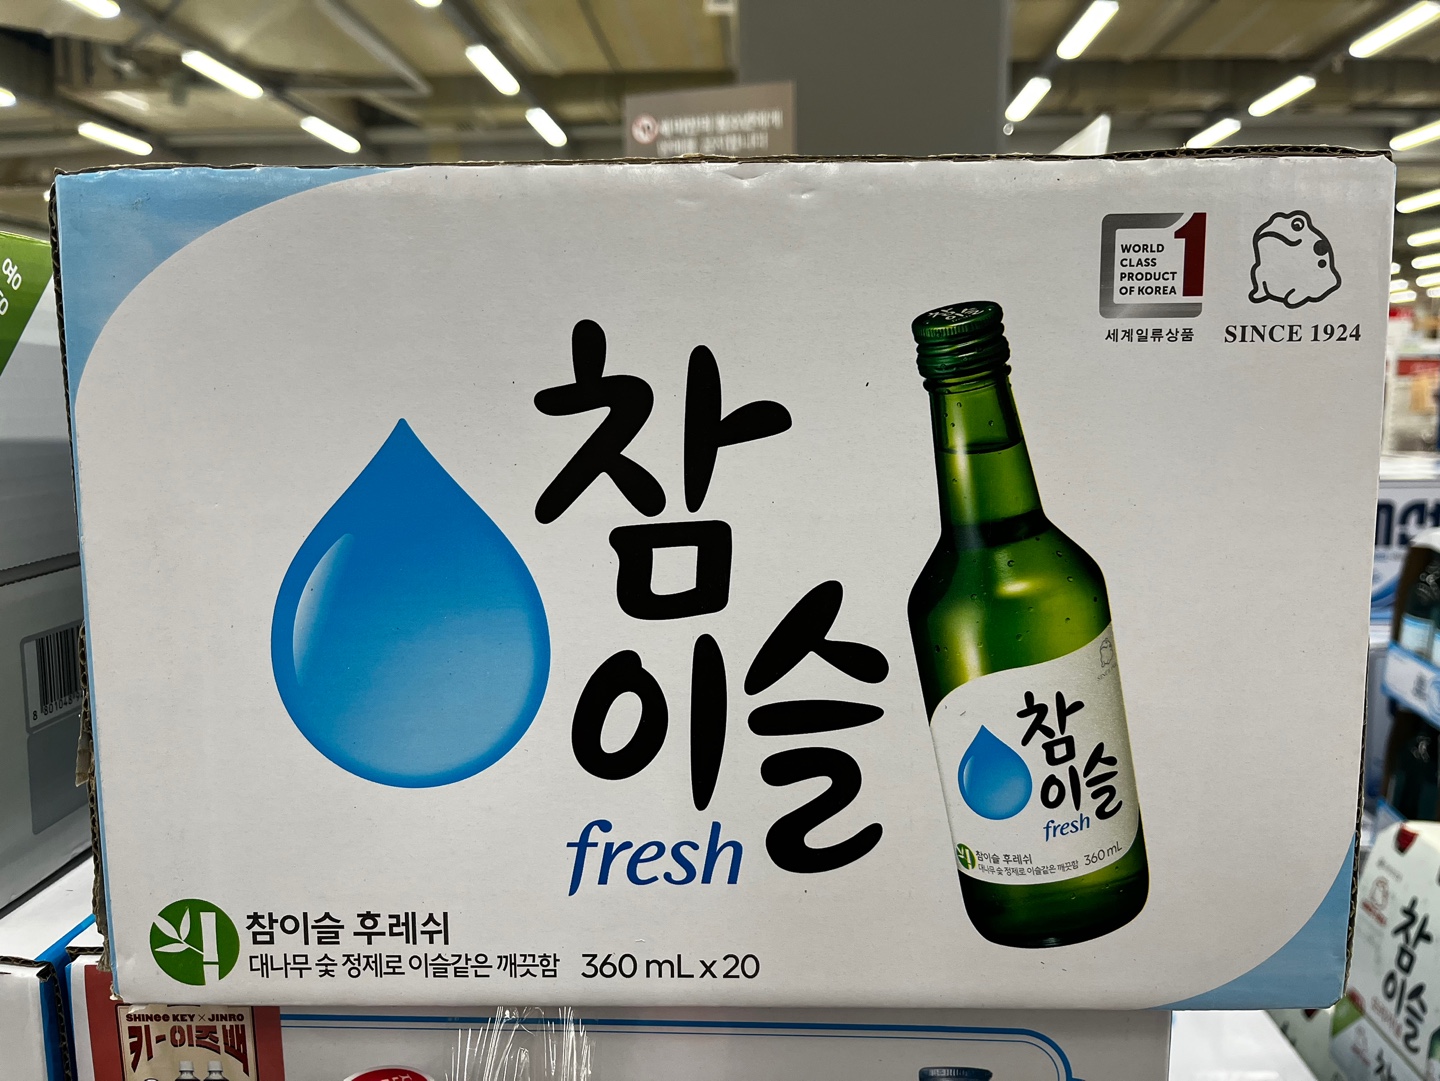 WORLD
CLASS
PRODUCT
OF KOREA
1
세계일류상품
SINCE 1924
참
이슬
fresh
참이슬 후레쉬
대나무 숯 정제로 이슬같은 깨끗함 360 mL x 20
참
이슬
fresh
참이슬 후레쉬
대나무 숯 정제로 이슬같은 깨끗함 360 mL
SHINee KEY × JINRO
키-이즈백
참
이슬